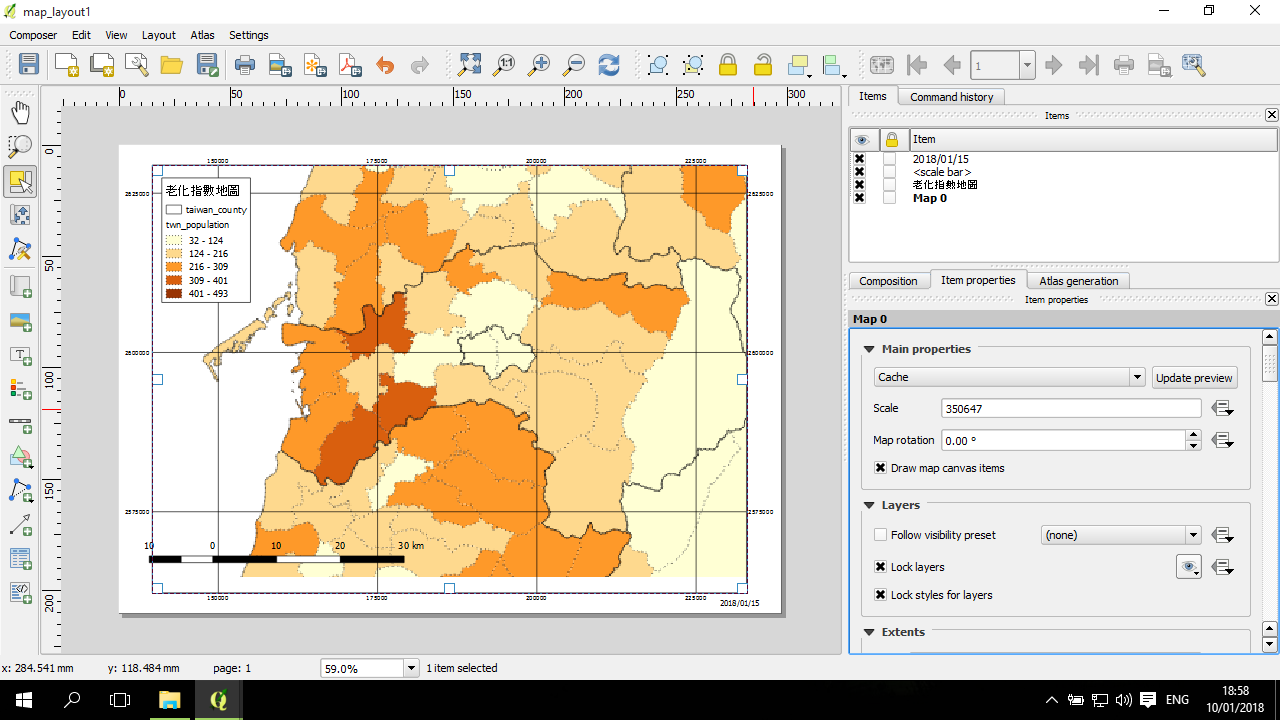 map_layout1
Composer Edit View Layout Atlas Settings
1:1
1
Items Command history
Items
Item
2018/01/15
<scale bar>
老化指數地圖
Map 0
0 50 100 150 200 250 300
0
50
100
150
200
150000 175000 200000 225000
2625000 2625000
2600000 2600000
2575000 2575000
150000 175000 200000 225000
老化指數地圖
taiwan_county
twn_population
32 - 124
124 - 216
216 - 309
309 - 401
401 - 493
10 0 10 20 30 km
2018/01/15
Composition Item properties Atlas generation
Item properties
Map 0
Main properties
Cache Update preview
Scale 350647
Map rotation 0.00 °
Draw map canvas items
Layers
Follow visibility preset (none)
Lock layers
Lock styles for layers
Extents
x: 284.541 mm y: 118.484 mm page: 1 59.0% 1 item selected
ENG
18:58
10/01/2018